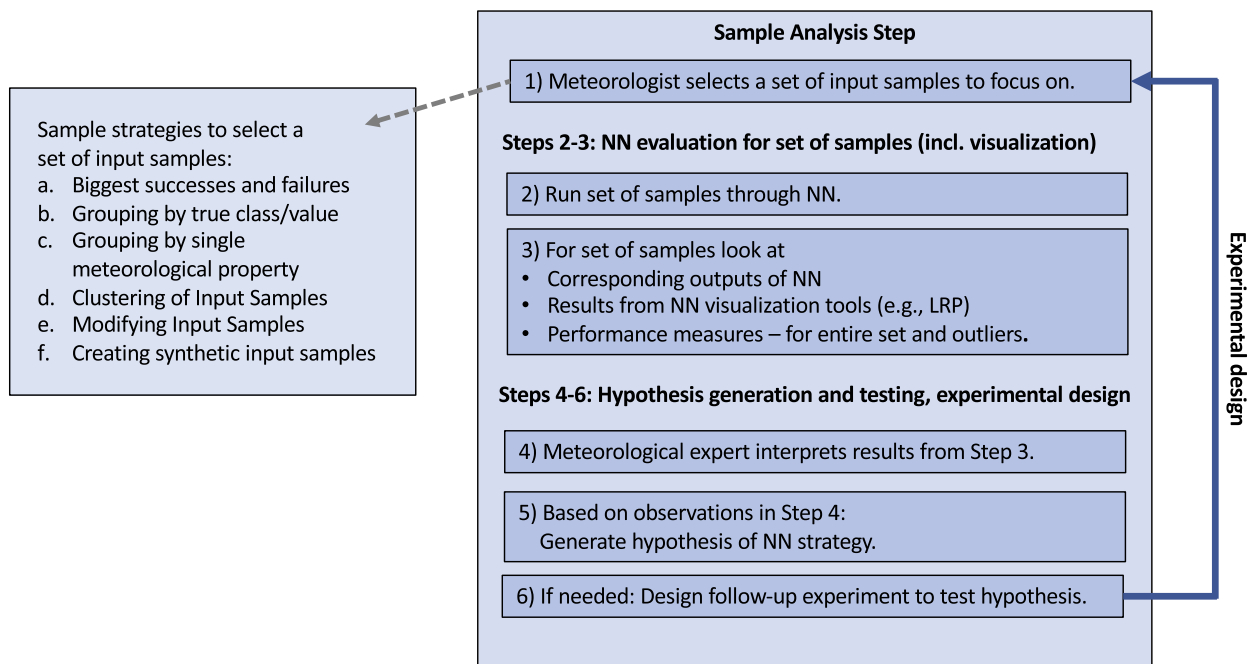 Sample Analysis Step
1) Meteorologist selects a set of input samples to focus on.
Sample strategies to select a
set of input samples:
a. Biggest successes and failures
b. Grouping by true class/value
c. Grouping by single
meteorological property
d. Clustering of Input Samples
e. Modifying Input Samples
f. Creating synthetic input samples
Steps 2-3: NN evaluation for set of samples (incl. visualization)
2) Run set of samples through NN.
3) For set of samples look at
• Corresponding outputs of NN
• Results from NN visualization tools (e.g., LRP)
• Performance measures – for entire set and outliers.
Steps 4-6: Hypothesis generation and testing, experimental design
4) Meteorological expert interprets results from Step 3.
5) Based on observations in Step 4:
Generate hypothesis of NN strategy.
6) If needed: Design follow-up experiment to test hypothesis.
Experimental design